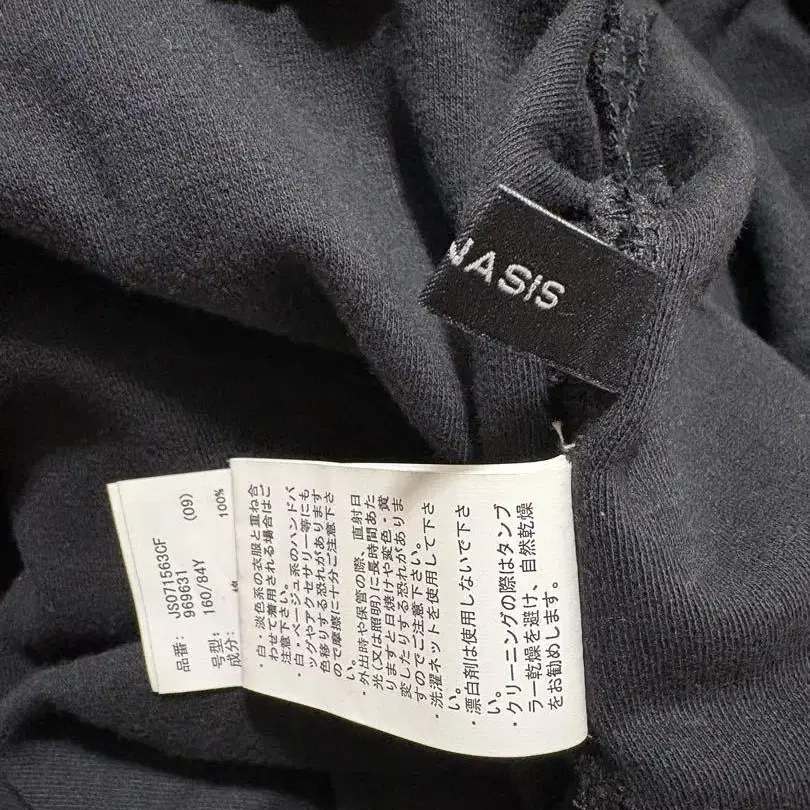 NASIS
品番: JS071563CF
969631 (09)
号型: 160/84Y
成分: 100%
・白・淡色系の衣服と重ね合
わせて着用される場合はご
注意下さい。
・白・ベージュ系のハンドバ
ッグやアクセサリー等にも
色移りする恐れがあります
ので摩擦に十分ご注意下さ
い。
・外出時や保管の際、直射日
光(又は照明)に長時間あた
りますと日焼けや変色・黄
変したりする恐れがありま
すのでご注意下さい。
・洗濯ネットを使用して下さ
い。
・漂白剤は使用しないで下さ
い。
・クリーニングの際はタンブ
ラー乾燥を避け、自然乾燥
をお勧めします。